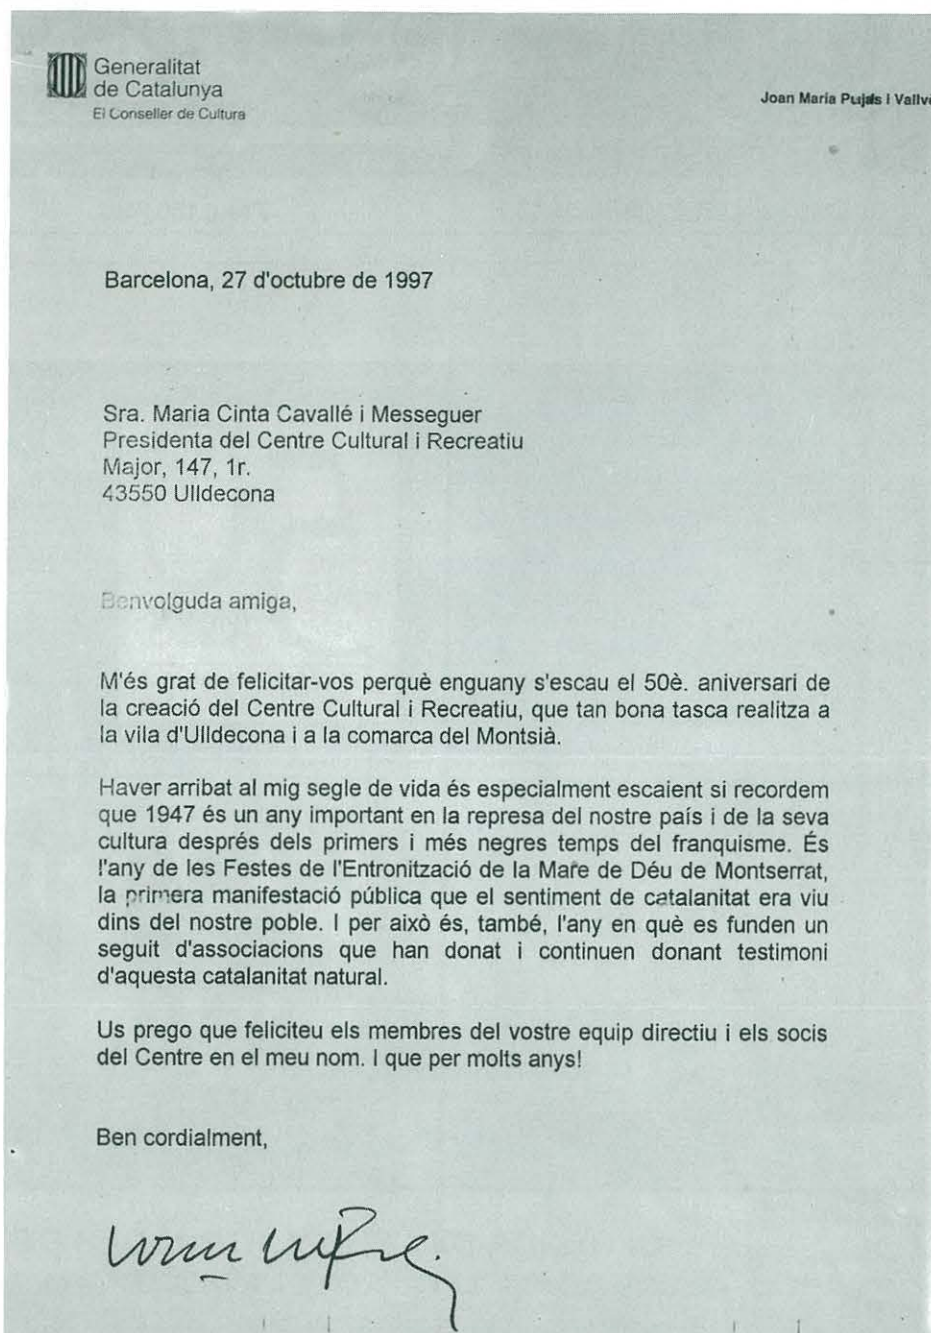 Generalitat
de Catalunya
El Conseller de Cultura
Joan Maria Pujals i Vallvé
Barcelona, 27 d'octubre de 1997
Sra. Maria Cinta Cavallé i Messeguer
Presidenta del Centre Cultural i Recreatiu
Major, 147, 1r.
43550 Ulldecona
Benvolguda amiga,
M'és grat de felicitar-vos perquè enguany s'escau el 50è. aniversari de
la creació del Centre Cultural i Recreatiu, que tan bona tasca realitza a
la vila d'Ulldecona i a la comarca del Montsià.
Haver arribat al mig segle de vida és especialment escaient si recordem
que 1947 és un any important en la represa del nostre país i de la seva
cultura després dels primers i més negres temps del franquisme. És
l'any de les Festes de l'Entronització de la Mare de Déu de Montserrat,
la primera manifestació pública que el sentiment de catalanitat era viu
dins del nostre poble. I per això és, també, l'any en què es funden un
seguit d'associacions que han donat i continuen donant testimoni
d'aquesta catalanitat natural.
Us prego que feliciteu els membres del vostre equip directiu i els socis
del Centre en el meu nom. I que per molts anys!
Ben cordialment,